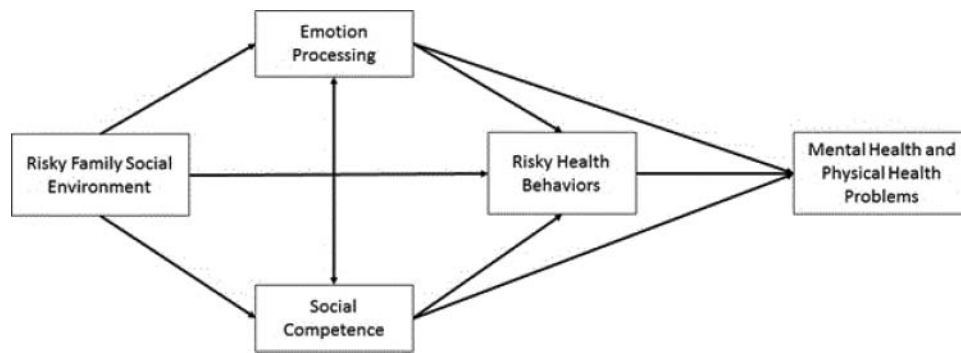 Emotion
Processing
Risky Family Social
Environment
Risky Health
Behaviors
Mental Health and
Physical Health
Problems
Social
Competence